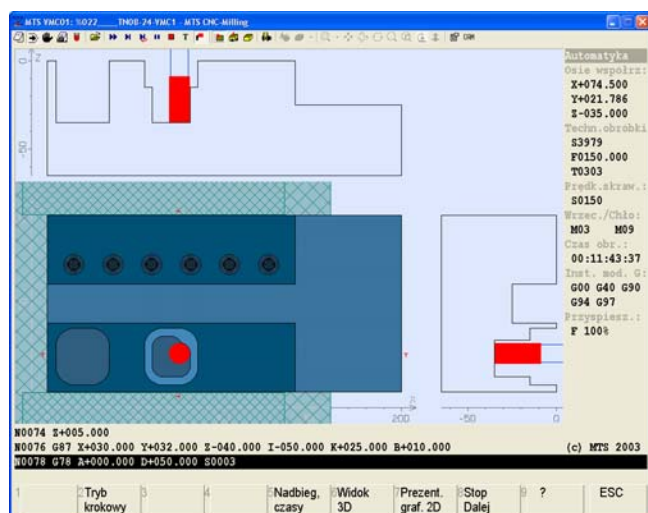 MTS VMC01: %022____TN08-24-VMC1 - MTS CNC-Milling
Automatyka
Osie współrz:
X+074.500
Y+021.786
Z-035.000
Techn.obrobki
S3979
F0150.000
T0303
Prędk.skraw.:
S0150
Wrzec./Chło:
M03 M09
Czas obr.:
00:11:43:37
Inst. mod. G:
G00 G40 G90
G94 G97
Przyspiesz.:
F 100%
0
-50
200
-50
0
N0074 Z+005.000
N0076 G87 X+030.000 Y+032.000 Z-040.000 I-050.000 K+025.000 B+010.000 (c) MTS 2003
N0078 G78 A+000.000 D+050.000 S0003
1 2 Tryb krokowy 3 4 5 Nadbieg, czasy 6 Widok 3D 7 Prezent. graf. 2D 8 Stop Dalej 9 ? ESC